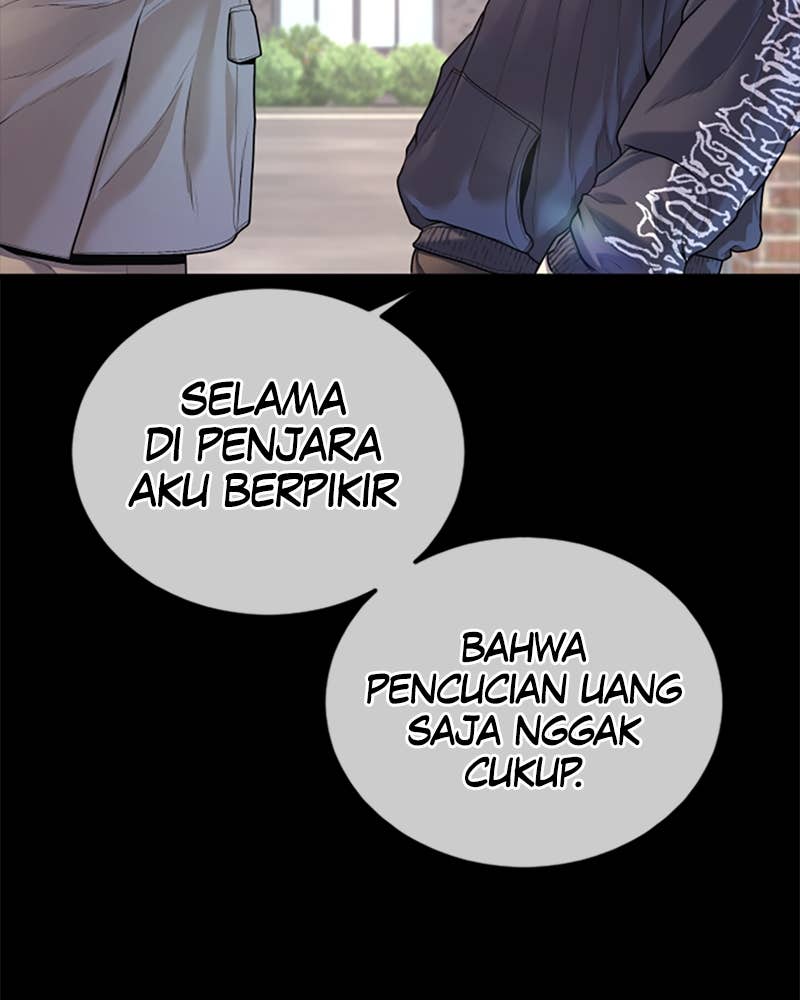 SELAMA
DI PENJARA
AKU BERPIKIR
BAHWA
PENCUCIAN UANG
SAJA NGGAK
CUKUP.